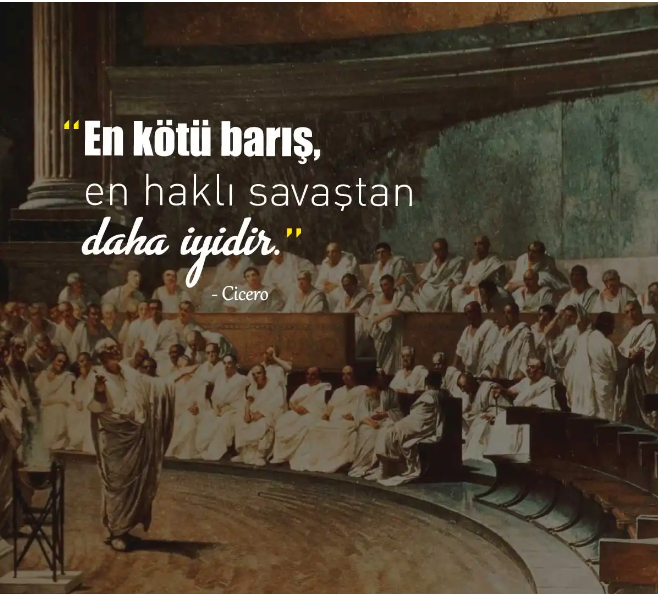 “En kötü barış,
en haklı savaştan
daha iyidir.”
- Cicero